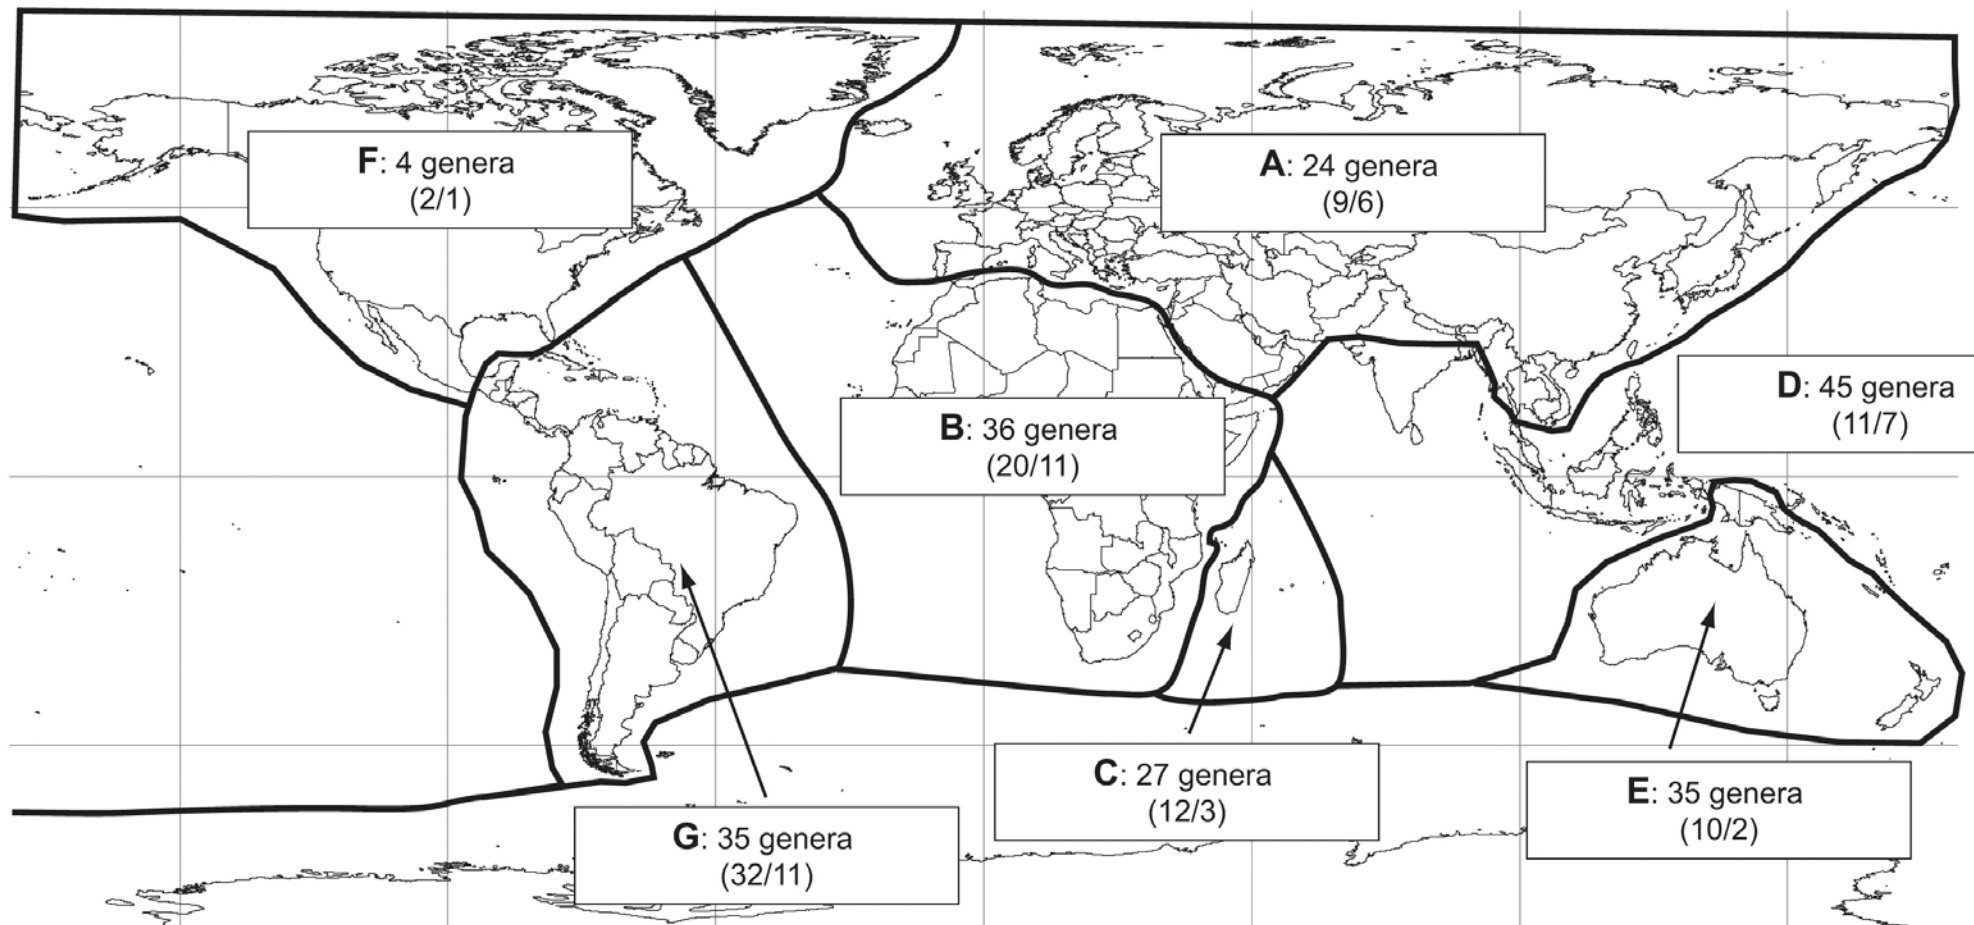 F: 4 genera
(2/1)
A: 24 genera
(9/6)
D: 45 genera
(11/7)
B: 36 genera
(20/11)
C: 27 genera
(12/3)
E: 35 genera
(10/2)
G: 35 genera
(32/11)